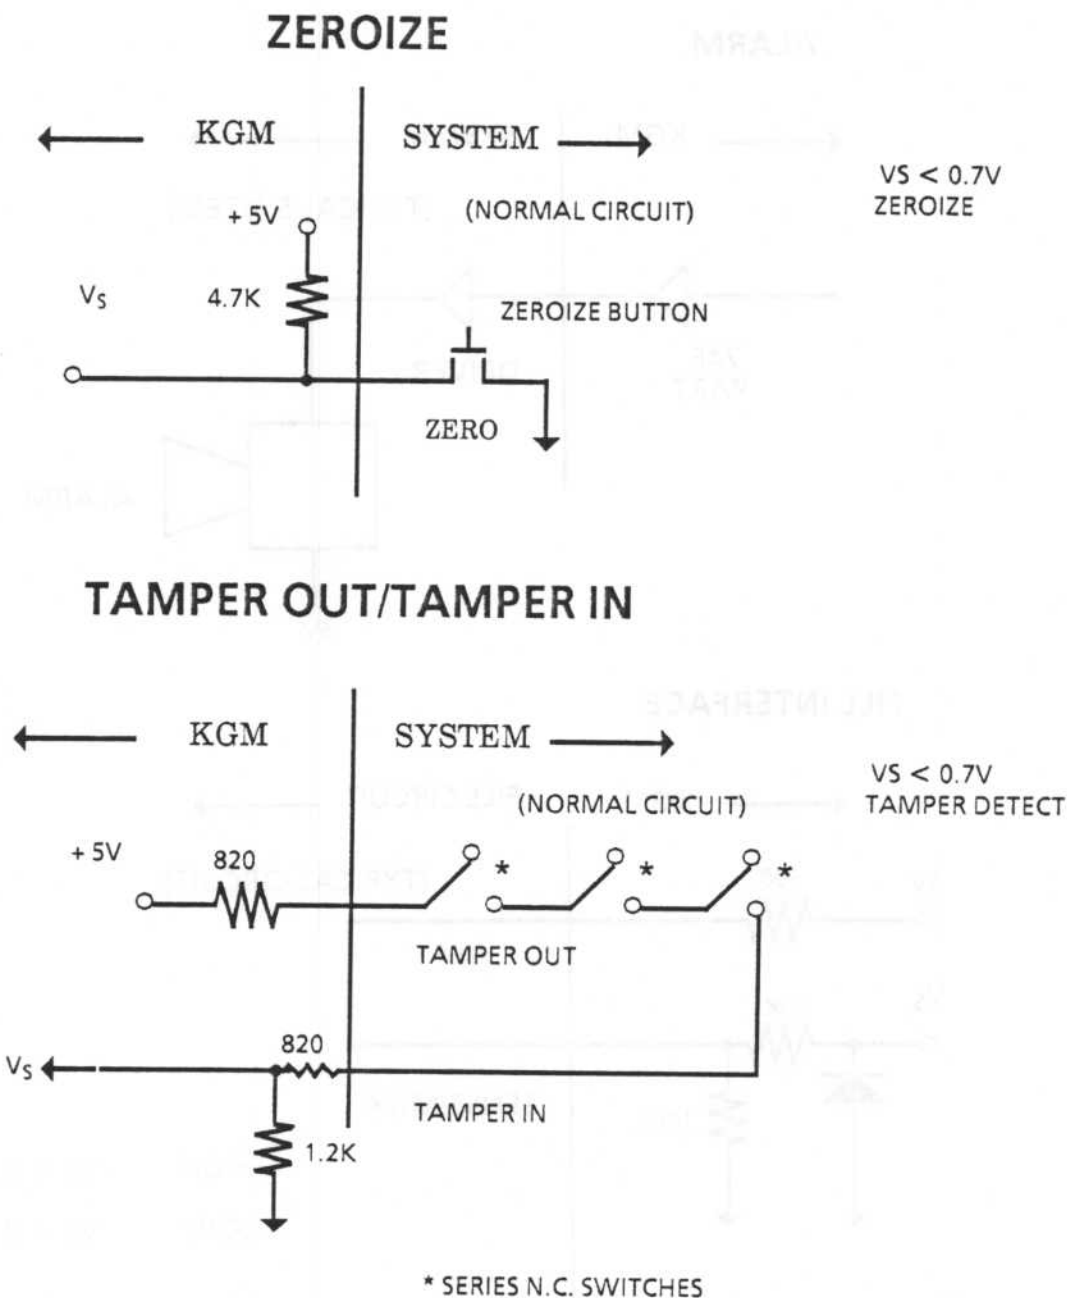 ZEROIZE
KGM
SYSTEM
VS < 0.7V
ZEROIZE
+ 5V
(NORMAL CIRCUIT)
VS
4.7K
ZEROIZE BUTTON
ZERO
TAMPER OUT/TAMPER IN
KGM
SYSTEM
VS < 0.7V
TAMPER DETECT
(NORMAL CIRCUIT)
+ 5V
820
*
*
*
TAMPER OUT
820
VS
TAMPER IN
1.2K
* SERIES N.C. SWITCHES